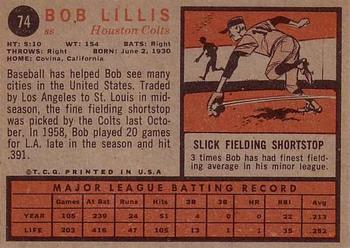 74
BOB LILLIS
ss
Houston Colts
HT: 5:10 WT: 154 BATS: Right
THROWS: Right BORN: June 2, 1930
HOME: Covina, California
Baseball has helped Bob see many
cities in the United States. Traded
by Los Angeles to St. Louis in mid-
season, the fine fielding shortstop
was picked by the Colts last Octo-
ber. In 1958, Bob played 20 games
for L.A. late in the season and hit
.391.
© T.C.G. PRINTED IN U.S.A
SLICK FIELDING SHORTSTOP
3 times Bob has had finest field-
ing average in his minor league.
MAJOR LEAGUE BATTING RECORD
Games At Bat Runs Hits 2B 3B HR RBI Avg.
YEAR 105 239 24 51 4 0 0 22 .213
LIFE 203 416 47 105 12 1 2 35 .252